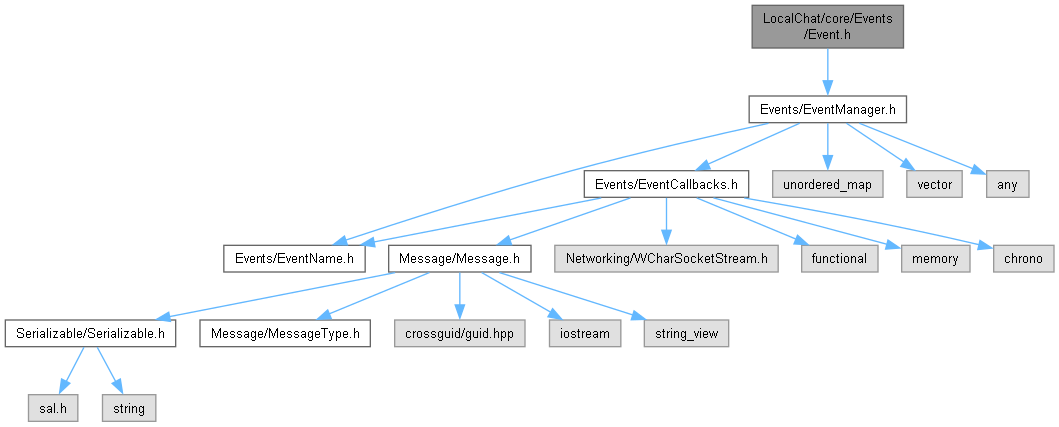 LocalChat/core/Events
/Event.h
Events/EventManager.h
Events/EventCallbacks.h
unordered_map
vector
any
Events/EventName.h
Message/Message.h
Networking/WCharSocketStream.h
functional
memory
chrono
Serializable/Serializable.h
Message/MessageType.h
crossguid/guid.hpp
iostream
string_view
sal.h
string